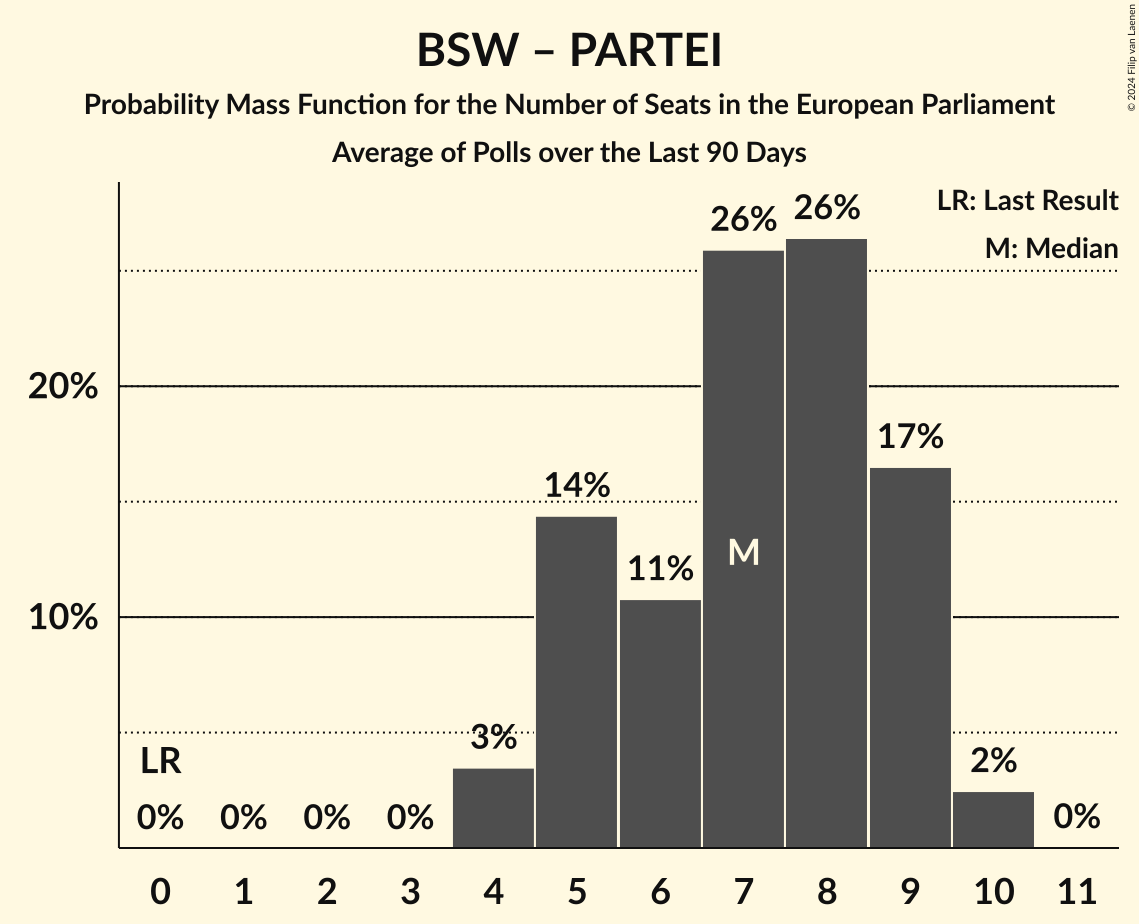 BSW – PARTEI
Probability Mass Function for the Number of Seats in the European Parliament
Average of Polls over the Last 90 Days
© 2024 Filip van Laenen
LR: Last Result
M: Median
26% 26%
20%
17%
14%
11%
M
10%
3%
LR
2%
0% 0% 0% 0% 0%
0 1 2 3 4 5 6 7 8 9 10 11